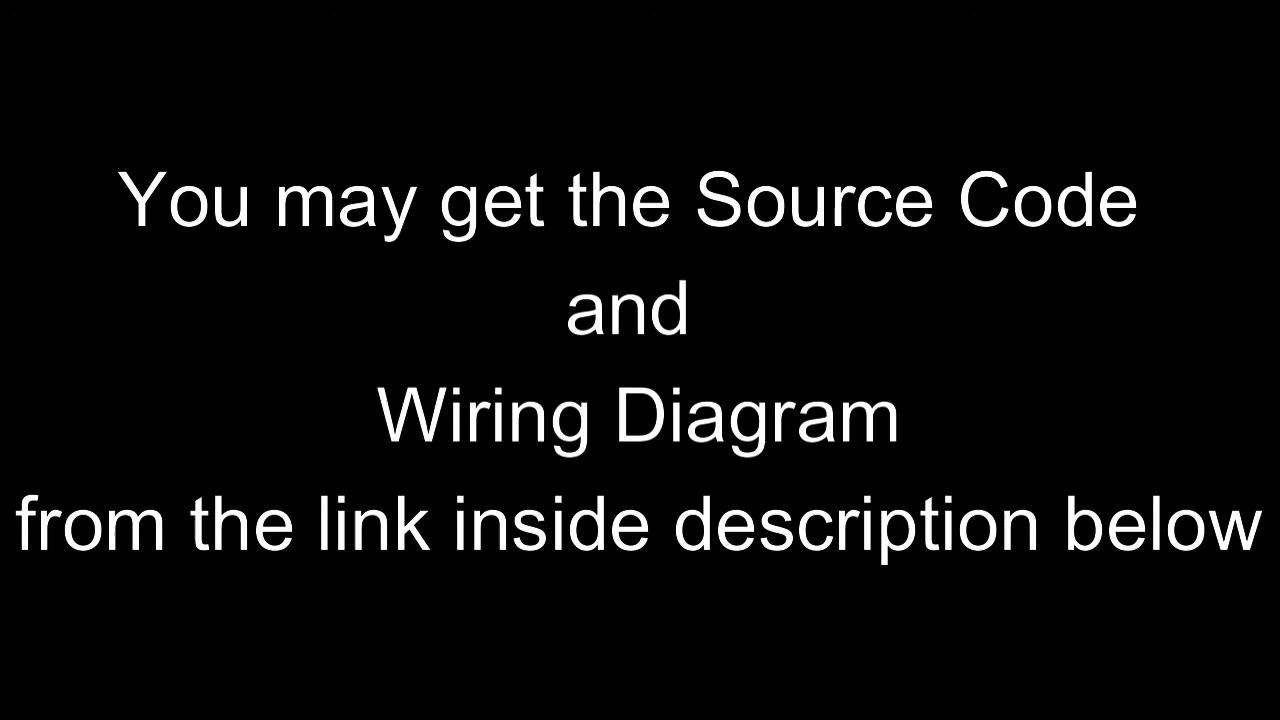 You may get the Source Code
and
Wiring Diagram
from the link inside description below